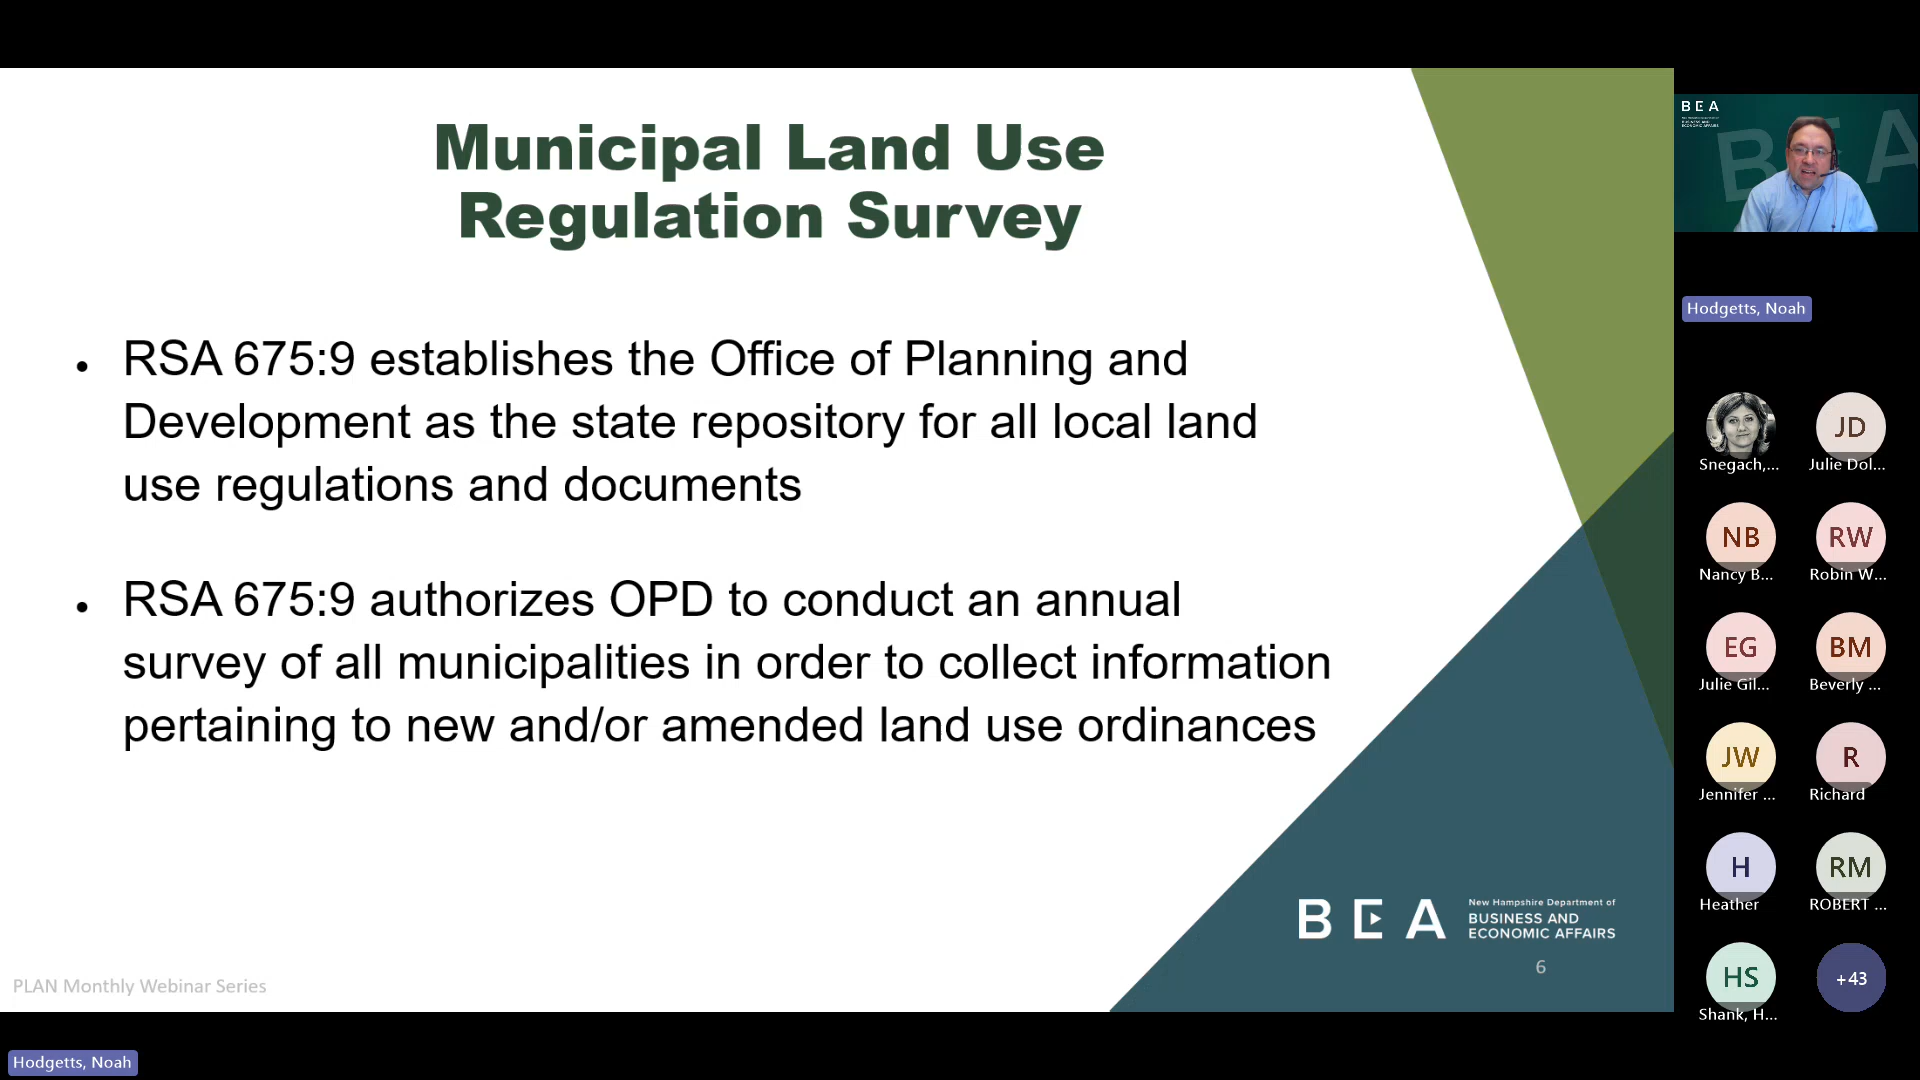 Municipal Land Use
Regulation Survey
• RSA 675:9 establishes the Office of Planning and
Development as the state repository for all local land
use regulations and documents
• RSA 675:9 authorizes OPD to conduct an annual
survey of all municipalities in order to collect information
pertaining to new and/or amended land use ordinances
BEA
New Hampshire Department of
BUSINESS AND
ECONOMIC AFFAIRS
6
PLAN Monthly Webinar Series
Hodgetts, Noah
BEA
BUSINESS AND
ECONOMIC AFFAIRS
BEA
Hodgetts, Noah
Snegach,...
JD
Julie Dol...
NB
Nancy B...
RW
Robin W...
EG
Julie Gil...
BM
Beverly ...
JW
Jennifer ...
R
Richard
H
Heather
RM
ROBERT ...
HS
Shank, H...
+43